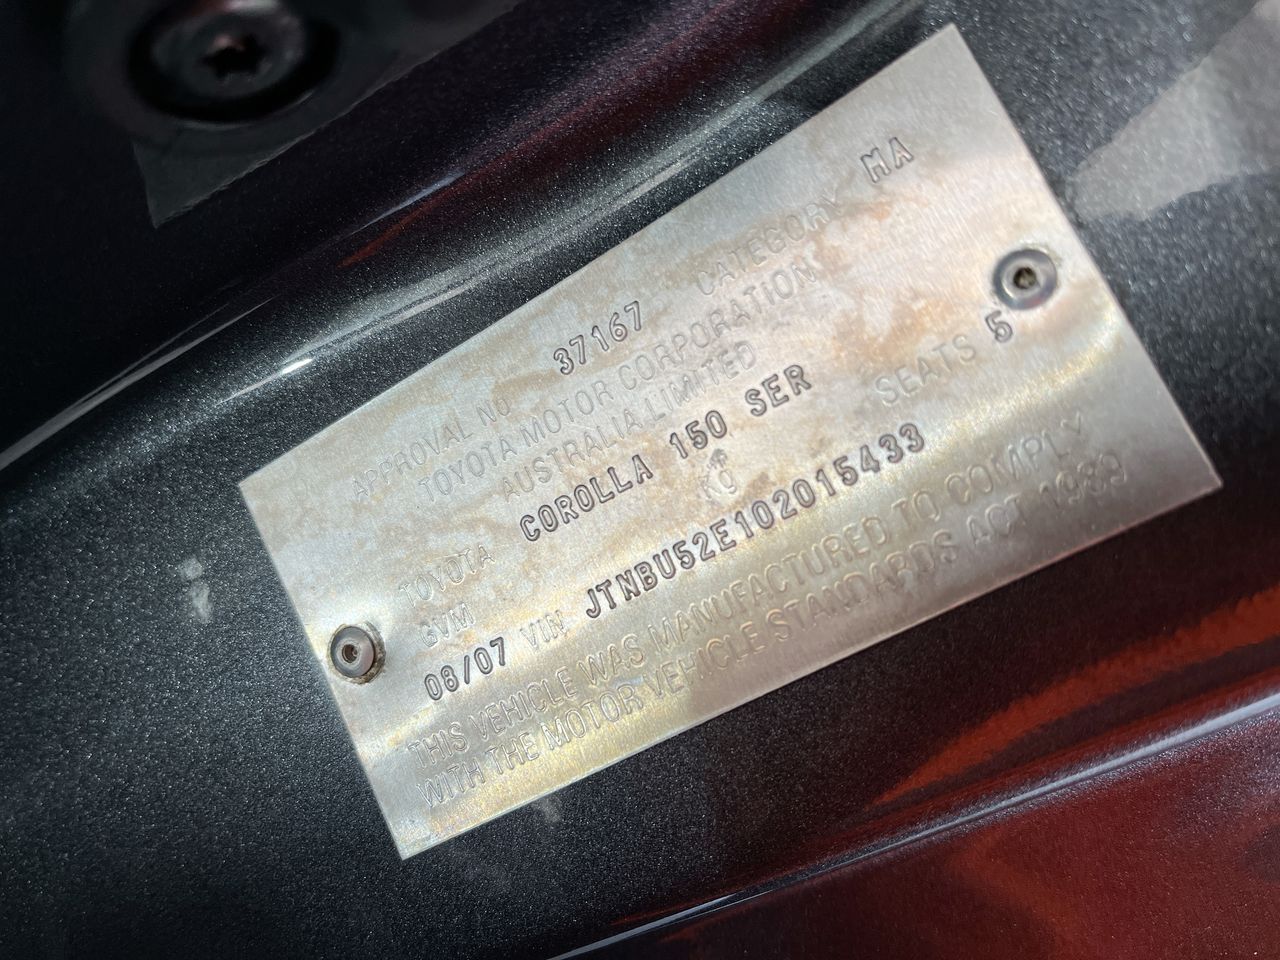 APPROVAL NO 37167 CATEGORY MA
TOYOTA MOTOR CORPORATION
AUSTRALIA LIMITED
TOYOTA COROLLA 150 SER SEATS 5
GVM KG
08/07 VIN JTNBU52E102015433
THIS VEHICLE WAS MANUFACTURED TO COMPLY
WITH THE MOTOR VEHICLE STANDARDS ACT 1989